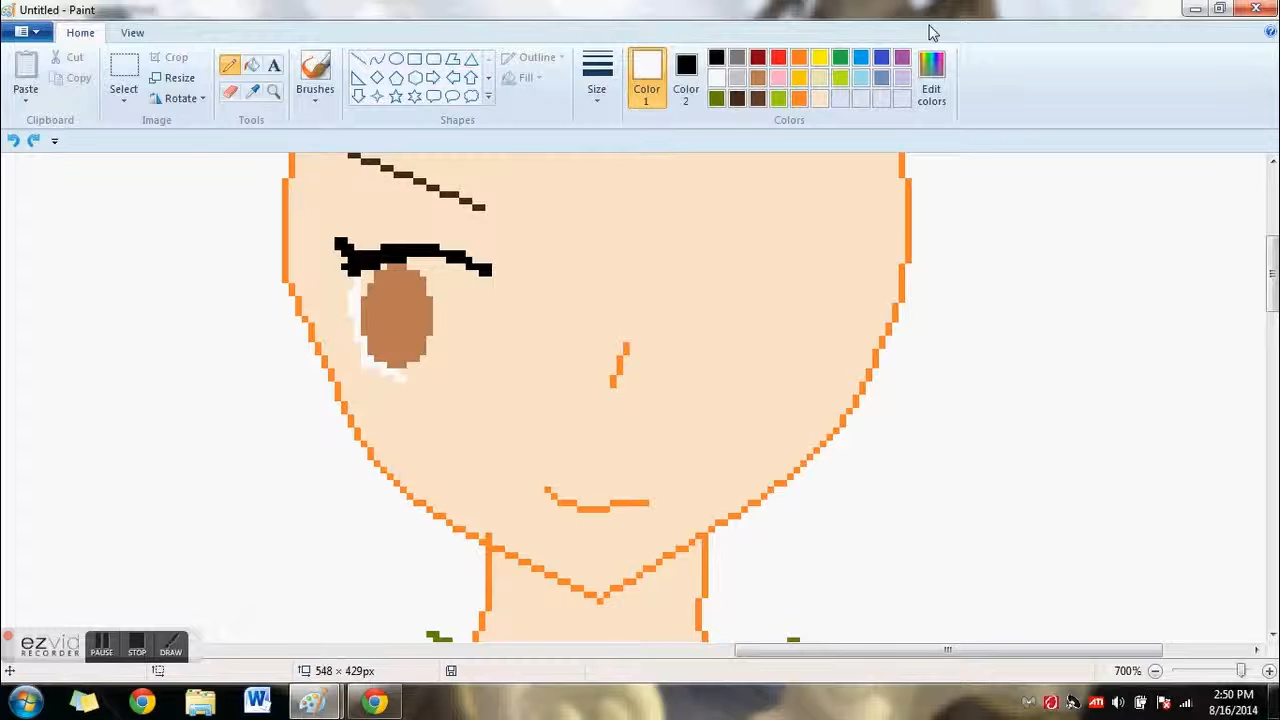 Untitled - Paint
Home View
Paste
Cut
Copy
Clipboard
Select
Crop
Resize
Rotate
Image
A
Tools
Brushes
Outline
Fill
Shapes
Size
Color 1
Color 2
Edit colors
Colors
ezvid
RECORDER
PAUSE STOP DRAW
548 × 429px
700%
2:50 PM
8/16/2014